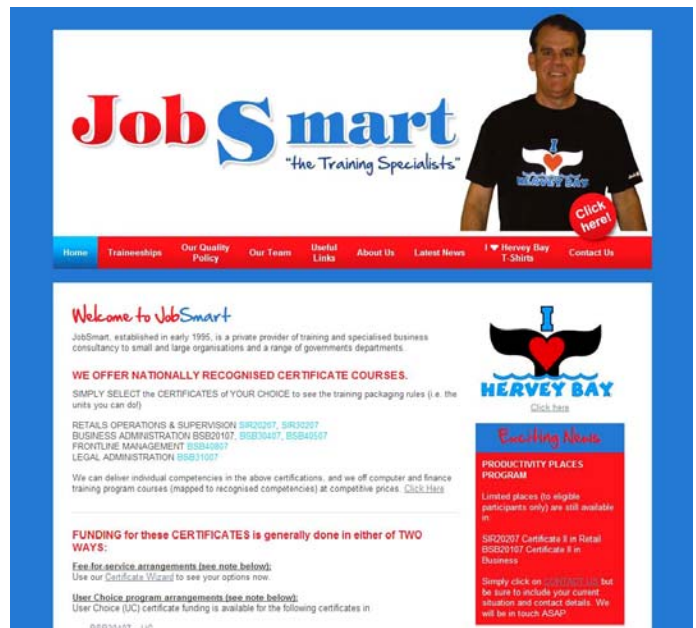 Job Smart
"the Training Specialists"
I
HERVEY BAY
Click
here!
Home
Traineeships
Our Quality
Policy
Our Team
Useful
Links
About Us
Latest News
I ♥ Hervey Bay
T-Shirts
Contact Us
Welcome to JobSmart
JobSmart, established in early 1995, is a private provider of training and specialised business
consultancy to small and large organisations and a range of governments departments.
WE OFFER NATIONALLY RECOGNISED CERTIFICATE COURSES.
SIMPLY SELECT the CERTIFICATES of YOUR CHOICE to see the training packaging rules (i.e. the
units you can do!)
RETAILS OPERATIONS & SUPERVISION SIR20207, SIR30207
BUSINESS ADMINISTRATION BSB20107, BSB30407, BSB40507
FRONTLINE MANAGEMENT BSB40807
LEGAL ADMINISTRATION BSB31007
We can deliver individual competencies in the above certifications, and we off computer and finance
training program courses (mapped to recognised competencies) at competitive prices. Click Here
FUNDING for these CERTIFICATES is generally done in either of TWO
WAYS:
Fee-for-service arrangements (see note below):
Use our Certificate Wizard to see your options now.
User Choice program arrangements (see note below):
User Choice (UC) certificate funding is available for the following certificates in
I
HERVEY BAY
Click here
Exciting News
PRODUCTIVITY PLACES
PROGRAM
Limited places (to eligible
participants only) are still available
in:
SIR20207 Certificate II in Retail
BSB20107 Certificate II in
Business
Simply click on CONTACT US but
be sure to include your current
situation and contact details. We
will be in touch ASAP.